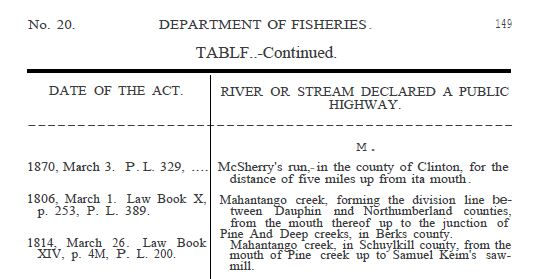 No. 20. DEPARTMENT OF FISHERIES. 149
TABLF..-Continued.
DATE OF THE ACT.
RIVER OR STREAM DECLARED A PUBLIC
HIGHWAY.
M.
1870, March 3. P. L. 329, ....
McSherry's run,-in the county of Clinton, for the
distance of five miles up from ita mouth.
1806, March 1. Law Book X,
p. 253, P. L. 389.
Mahantango creek, forming the division line be-
tween Dauphin nnd Northumberland counties,
from the mouth thereof up to the junction of
Pine And Deep creeks, in Berks county.
1814, March 26. Law Book
XIV, p. 4M, P. L. 200.
Mahantango creek, in Schuylkill county, from the
mouth of Pine creek up to Samuel Keim's saw-
mill.